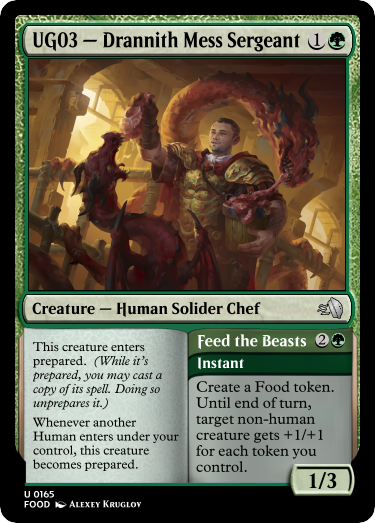 UG03 — Drannith Mess Sergeant 1
Creature — Human Solider Chef
This creature enters
prepared. (While it's
prepared, you may cast a
copy of its spell. Doing so
unprepares it.)
Whenever another
Human enters under your
control, this creature
becomes prepared.
Feed the Beasts 2
Instant
Create a Food token.
Until end of turn,
target non-human
creature gets +1/+1
for each token you
control.
1/3
U 0165
FOOD Alexey Kruglov